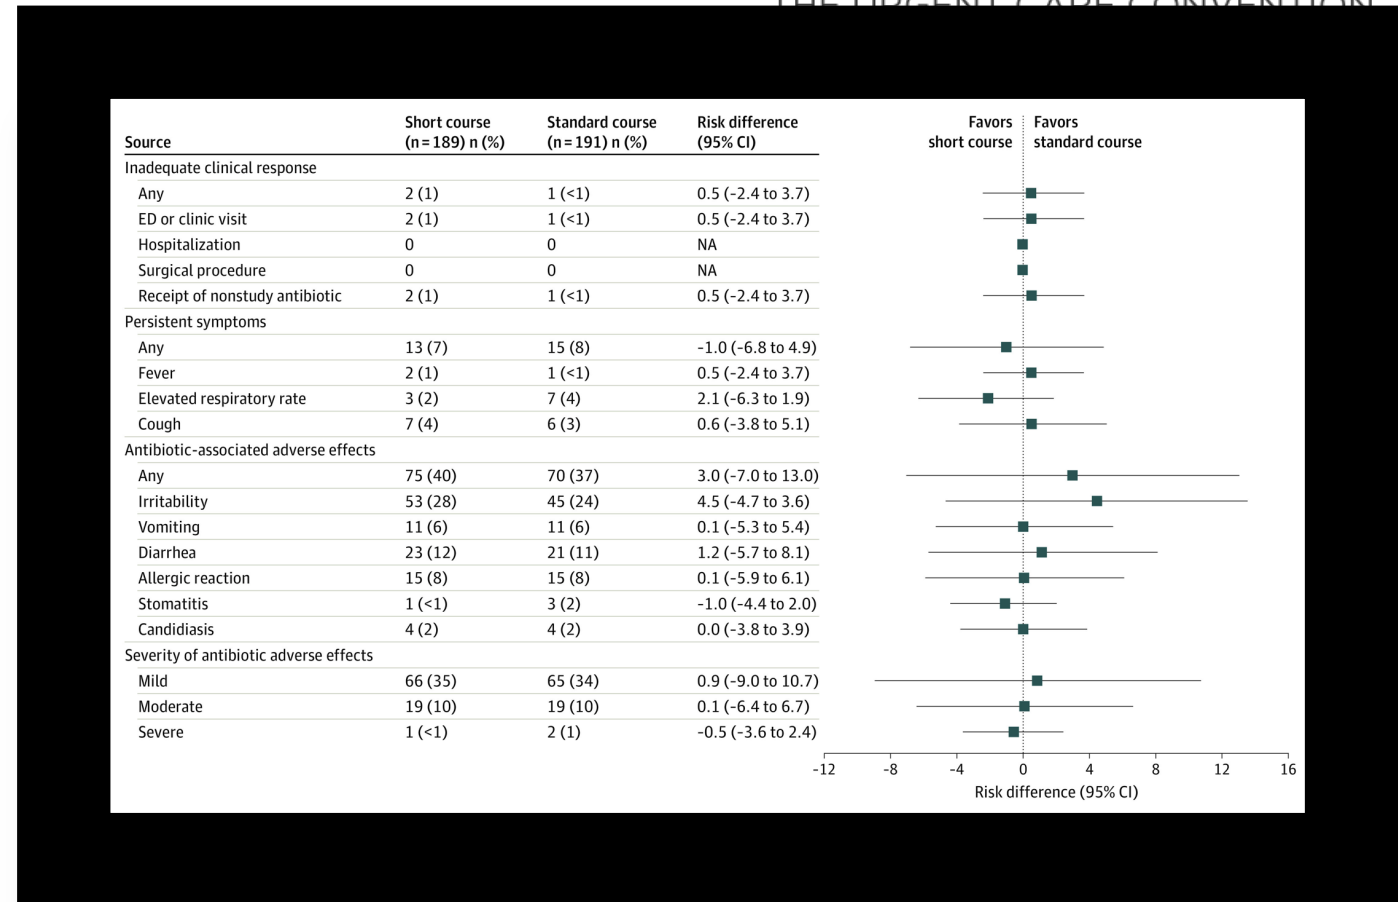 THE URGENT CARE CONVENTION
Source Short course (n=189) n (%) Standard course (n=191) n (%) Risk difference (95% CI) Favors short course Favors standard course
Inadequate clinical response
Any 2 (1) 1 (<1) 0.5 (-2.4 to 3.7)
ED or clinic visit 2 (1) 1 (<1) 0.5 (-2.4 to 3.7)
Hospitalization 0 0 NA
Surgical procedure 0 0 NA
Receipt of nonstudy antibiotic 2 (1) 1 (<1) 0.5 (-2.4 to 3.7)
Persistent symptoms
Any 13 (7) 15 (8) -1.0 (-6.8 to 4.9)
Fever 2 (1) 1 (<1) 0.5 (-2.4 to 3.7)
Elevated respiratory rate 3 (2) 7 (4) 2.1 (-6.3 to 1.9)
Cough 7 (4) 6 (3) 0.6 (-3.8 to 5.1)
Antibiotic-associated adverse effects
Any 75 (40) 70 (37) 3.0 (-7.0 to 13.0)
Irritability 53 (28) 45 (24) 4.5 (-4.7 to 3.6)
Vomiting 11 (6) 11 (6) 0.1 (-5.3 to 5.4)
Diarrhea 23 (12) 21 (11) 1.2 (-5.7 to 8.1)
Allergic reaction 15 (8) 15 (8) 0.1 (-5.9 to 6.1)
Stomatitis 1 (<1) 3 (2) -1.0 (-4.4 to 2.0)
Candidiasis 4 (2) 4 (2) 0.0 (-3.8 to 3.9)
Severity of antibiotic adverse effects
Mild 66 (35) 65 (34) 0.9 (-9.0 to 10.7)
Moderate 19 (10) 19 (10) 0.1 (-6.4 to 6.7)
Severe 1 (<1) 2 (1) -0.5 (-3.6 to 2.4)
-12 -8 -4 0 4 8 12 16
Risk difference (95% CI)